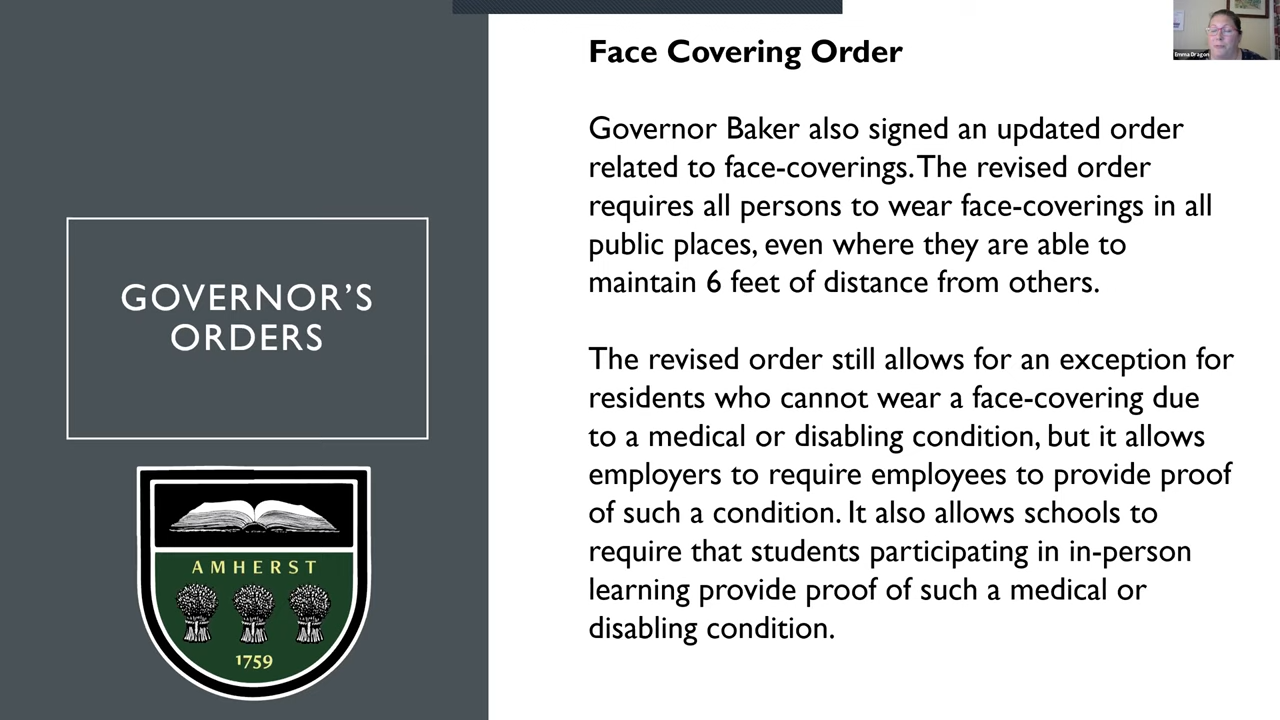 Face Covering Order
Governor Baker also signed an updated order
related to face-coverings. The revised order
requires all persons to wear face-coverings in all
public places, even where they are able to
maintain 6 feet of distance from others.
The revised order still allows for an exception for
residents who cannot wear a face-covering due
to a medical or disabling condition, but it allows
employers to require employees to provide proof
of such a condition. It also allows schools to
require that students participating in in-person
learning provide proof of such a medical or
disabling condition.
GOVERNOR’S
ORDERS
AMHERST
1759
Emma Dragon